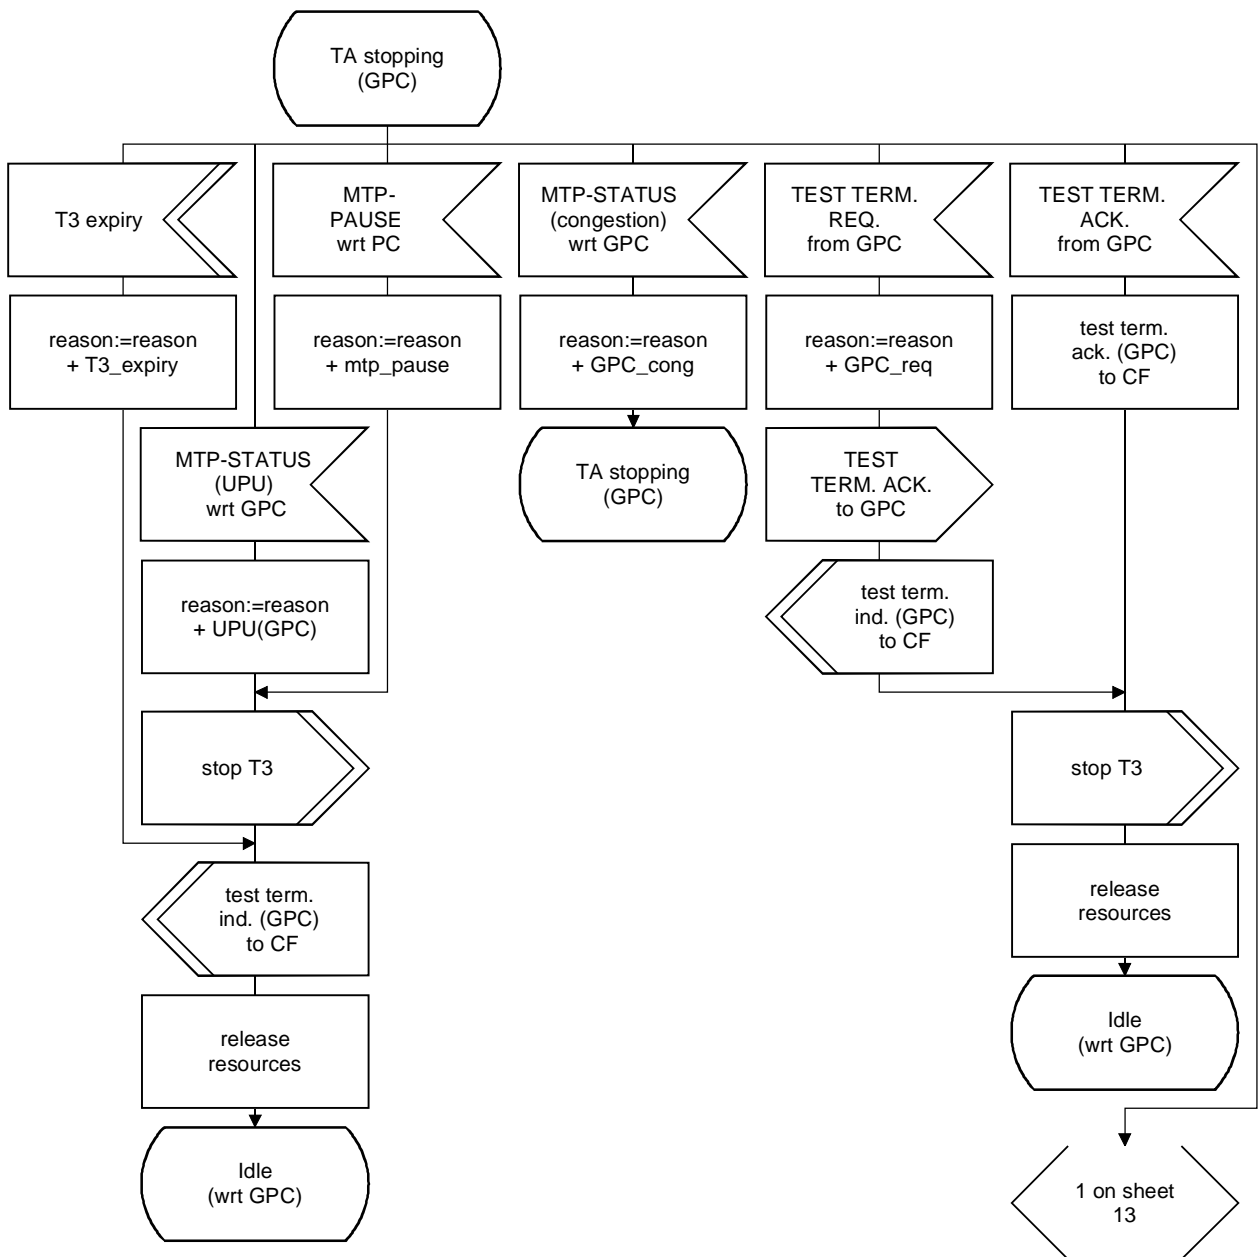 TA stopping
(GPC)
T3 expiry
MTP-
PAUSE
wrt PC
MTP-STATUS
(congestion)
wrt GPC
TEST TERM.
REQ.
from GPC
TEST TERM.
ACK.
from GPC
reason:=reason
+ T3_expiry
reason:=reason
+ mtp_pause
reason:=reason
+ GPC_cong
reason:=reason
+ GPC_req
test term.
ack. (GPC)
to CF
MTP-STATUS
(UPU)
wrt GPC
TA stopping
(GPC)
TEST
TERM. ACK.
to GPC
reason:=reason
+ UPU(GPC)
test term.
ind. (GPC)
to CF
stop T3
stop T3
test term.
ind. (GPC)
to CF
release
resources
release
resources
Idle
(wrt GPC)
Idle
(wrt GPC)
1 on sheet
13